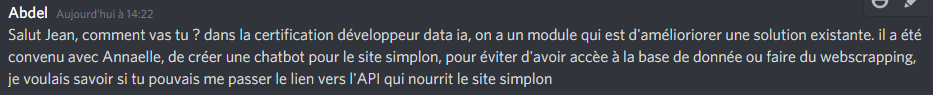 Abdel Aujourd'hui à 14:22
Salut Jean, comment vas tu ? dans la certification développeur data ia, on a un module qui est d'amélioriorer une solution existante. il a été
convenu avec Annaelle, de créer une chatbot pour le site simplon, pour éviter d'avoir accèe à la base de donnée ou faire du webscrapping,
je voulais savoir si tu pouvais me passer le lien vers l'API qui nourrit le site simplon